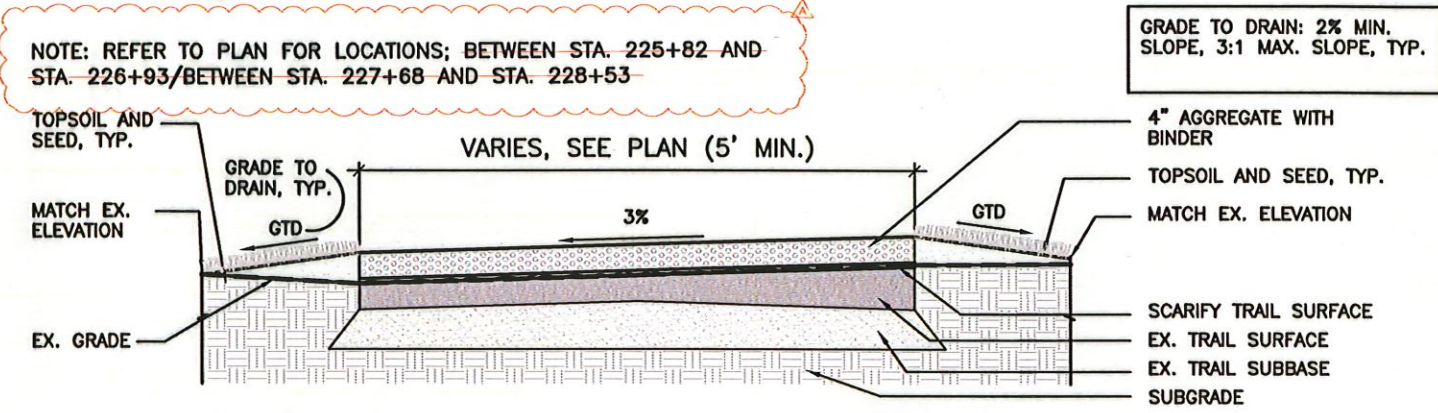 A
NOTE: REFER TO PLAN FOR LOCATIONS; BETWEEN STA. 225+82 AND
STA. 226+93/BETWEEN STA. 227+68 AND STA. 228+53
GRADE TO DRAIN: 2% MIN.
SLOPE, 3:1 MAX. SLOPE, TYP.
TOPSOIL AND
SEED, TYP.
GRADE TO
DRAIN, TYP.
MATCH EX.
ELEVATION
GTD
EX. GRADE
VARIES, SEE PLAN (5' MIN.)
3%
GTD
4" AGGREGATE WITH
BINDER
TOPSOIL AND SEED, TYP.
MATCH EX. ELEVATION
SCARIFY TRAIL SURFACE
EX. TRAIL SURFACE
EX. TRAIL SUBBASE
SUBGRADE